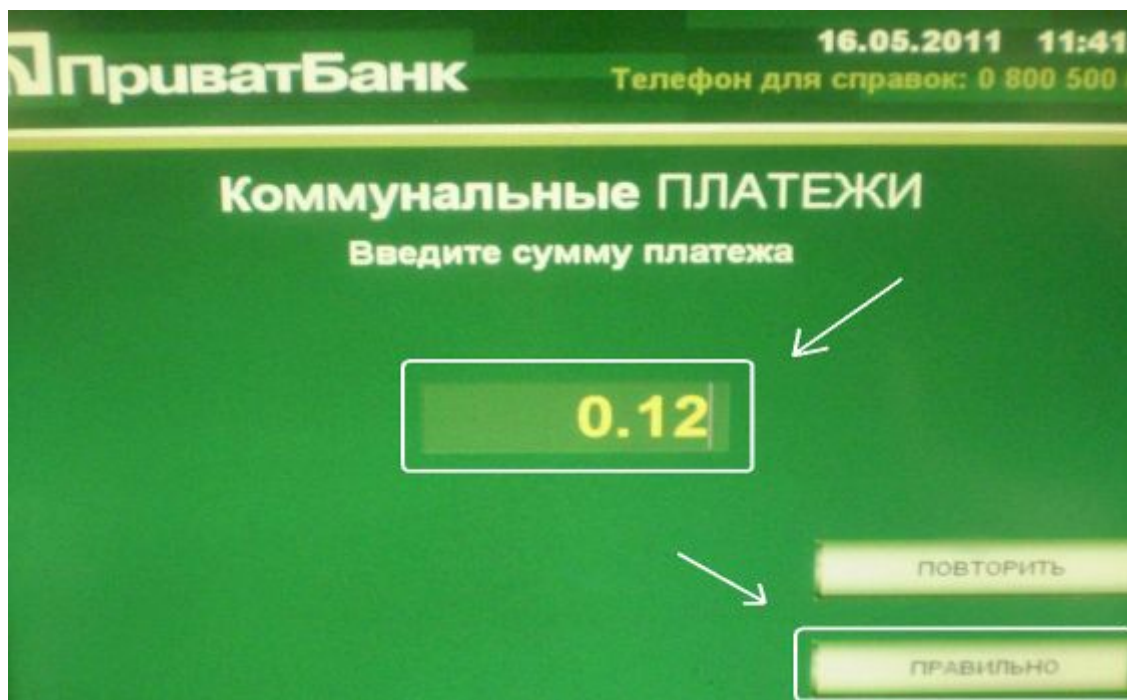 ПриватБанк
16.05.2011 11:41
Телефон для справок: 0 800 500
Коммунальные ПЛАТЕЖИ
Введите сумму платежа
0.12
ПОВТОРИТЬ
ПРАВИЛЬНО